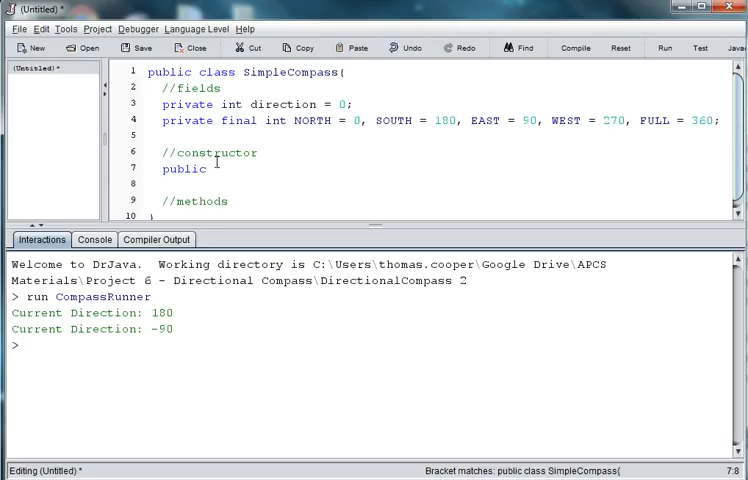 (Untitled) *
File Edit Tools Project Debugger Language Level Help
New Open Save Close Cut Copy Paste Undo Redo Find Compile Reset Run Test Java
(Untitled) *
1 public class SimpleCompass{
2 //fields
3 private int direction = 0;
4 private final int NORTH = 0, SOUTH = 180, EAST = 90, WEST = 270, FULL = 360;
5
6 //constructor
7 public
8
9 //methods
10 }
Interactions Console Compiler Output
Welcome to DrJava. Working directory is C:\Users\thomas.cooper\Google Drive\APCS
Materials\Project 6 - Directional Compass\DirectionalCompass 2
> run CompassRunner
Current Direction: 180
Current Direction: -90
>
Editing (Untitled) * Bracket matches: public class SimpleCompass{ 7:8